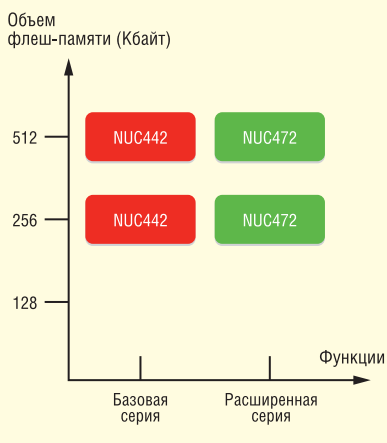 Объем
флеш-памяти (Кбайт)
512
NUC442
NUC472
256
NUC442
NUC472
128
Функции
Базовая
серия
Расширенная
серия